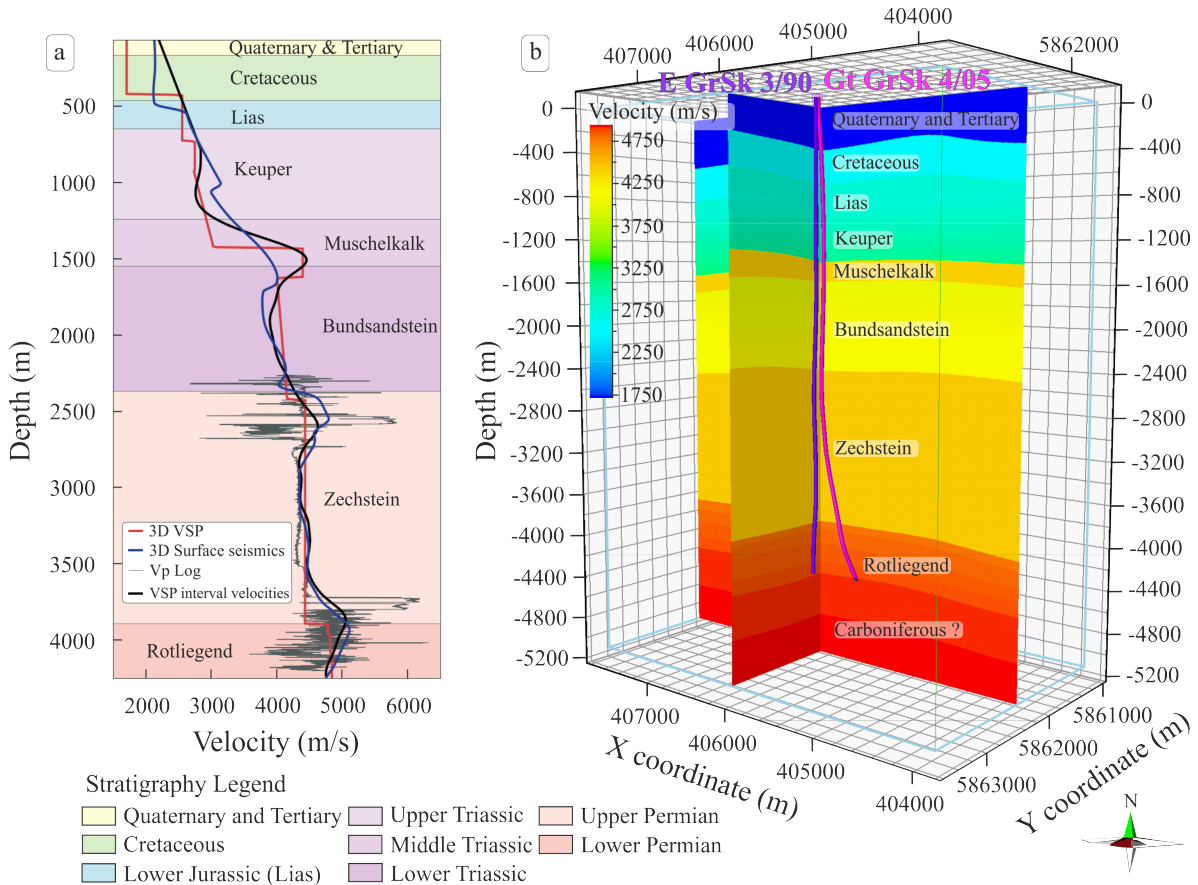 a
Quaternary & Tertiary
Cretaceous
Lias
Keuper
Muschelkalk
Bundsandstein
Zechstein
Rotliegend
500
1000
1500
2000
2500
3000
3500
4000
Depth (m)
3D VSP
3D Surface seismics
Vp Log
VSP interval velocities
2000 3000 4000 5000 6000
Velocity (m/s)
b
407000 406000 405000 404000
5862000
E GrSk 3/90 Gt GrSk 4/05
Velocity (m/s)
4750
4250
3750
3250
2750
2250
1750
0
-400
-800
-1200
-1600
-2000
-2400
-2800
-3200
-3600
-4000
-4400
-4800
-5200
Depth (m)
Quaternary and Tertiary
Cretaceous
Lias
Keuper
Muschelkalk
Bundsandstein
Zechstein
Rotliegend
Carboniferous ?
0
-400
-800
-1200
-1600
-2000
-2400
-2800
-3200
-3600
-4000
-4400
-4800
-5200
407000
406000
405000
404000
X coordinate (m)
5861000
5862000
5863000
Y coordinate (m)
N
Stratigraphy Legend
Quaternary and Tertiary
Cretaceous
Lower Jurassic (Lias)
Upper Triassic
Middle Triassic
Lower Triassic
Upper Permian
Lower Permian